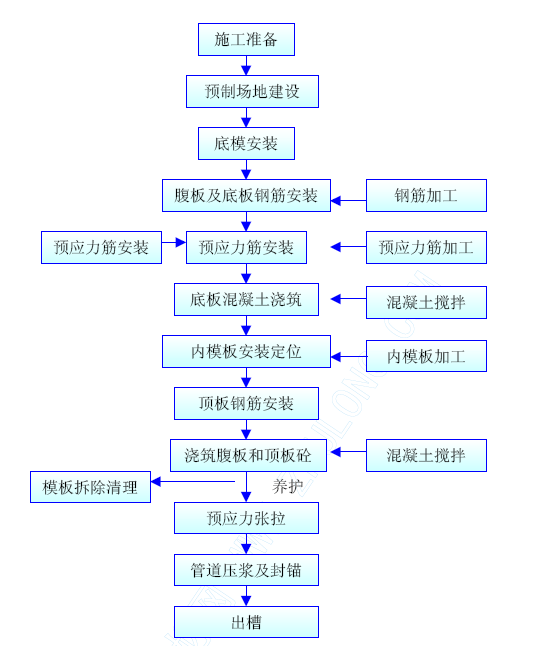 施工准备
预制场地建设
底模安装
腹板及底板钢筋安装
钢筋加工
预应力筋安装
预应力筋安装
预应力筋加工
底板混凝土浇筑
混凝土搅拌
内模板安装定位
内模板加工
顶板钢筋安装
浇筑腹板和顶板砼
混凝土搅拌
模板拆除清理
养护
预应力张拉
管道压浆及封锚
出槽